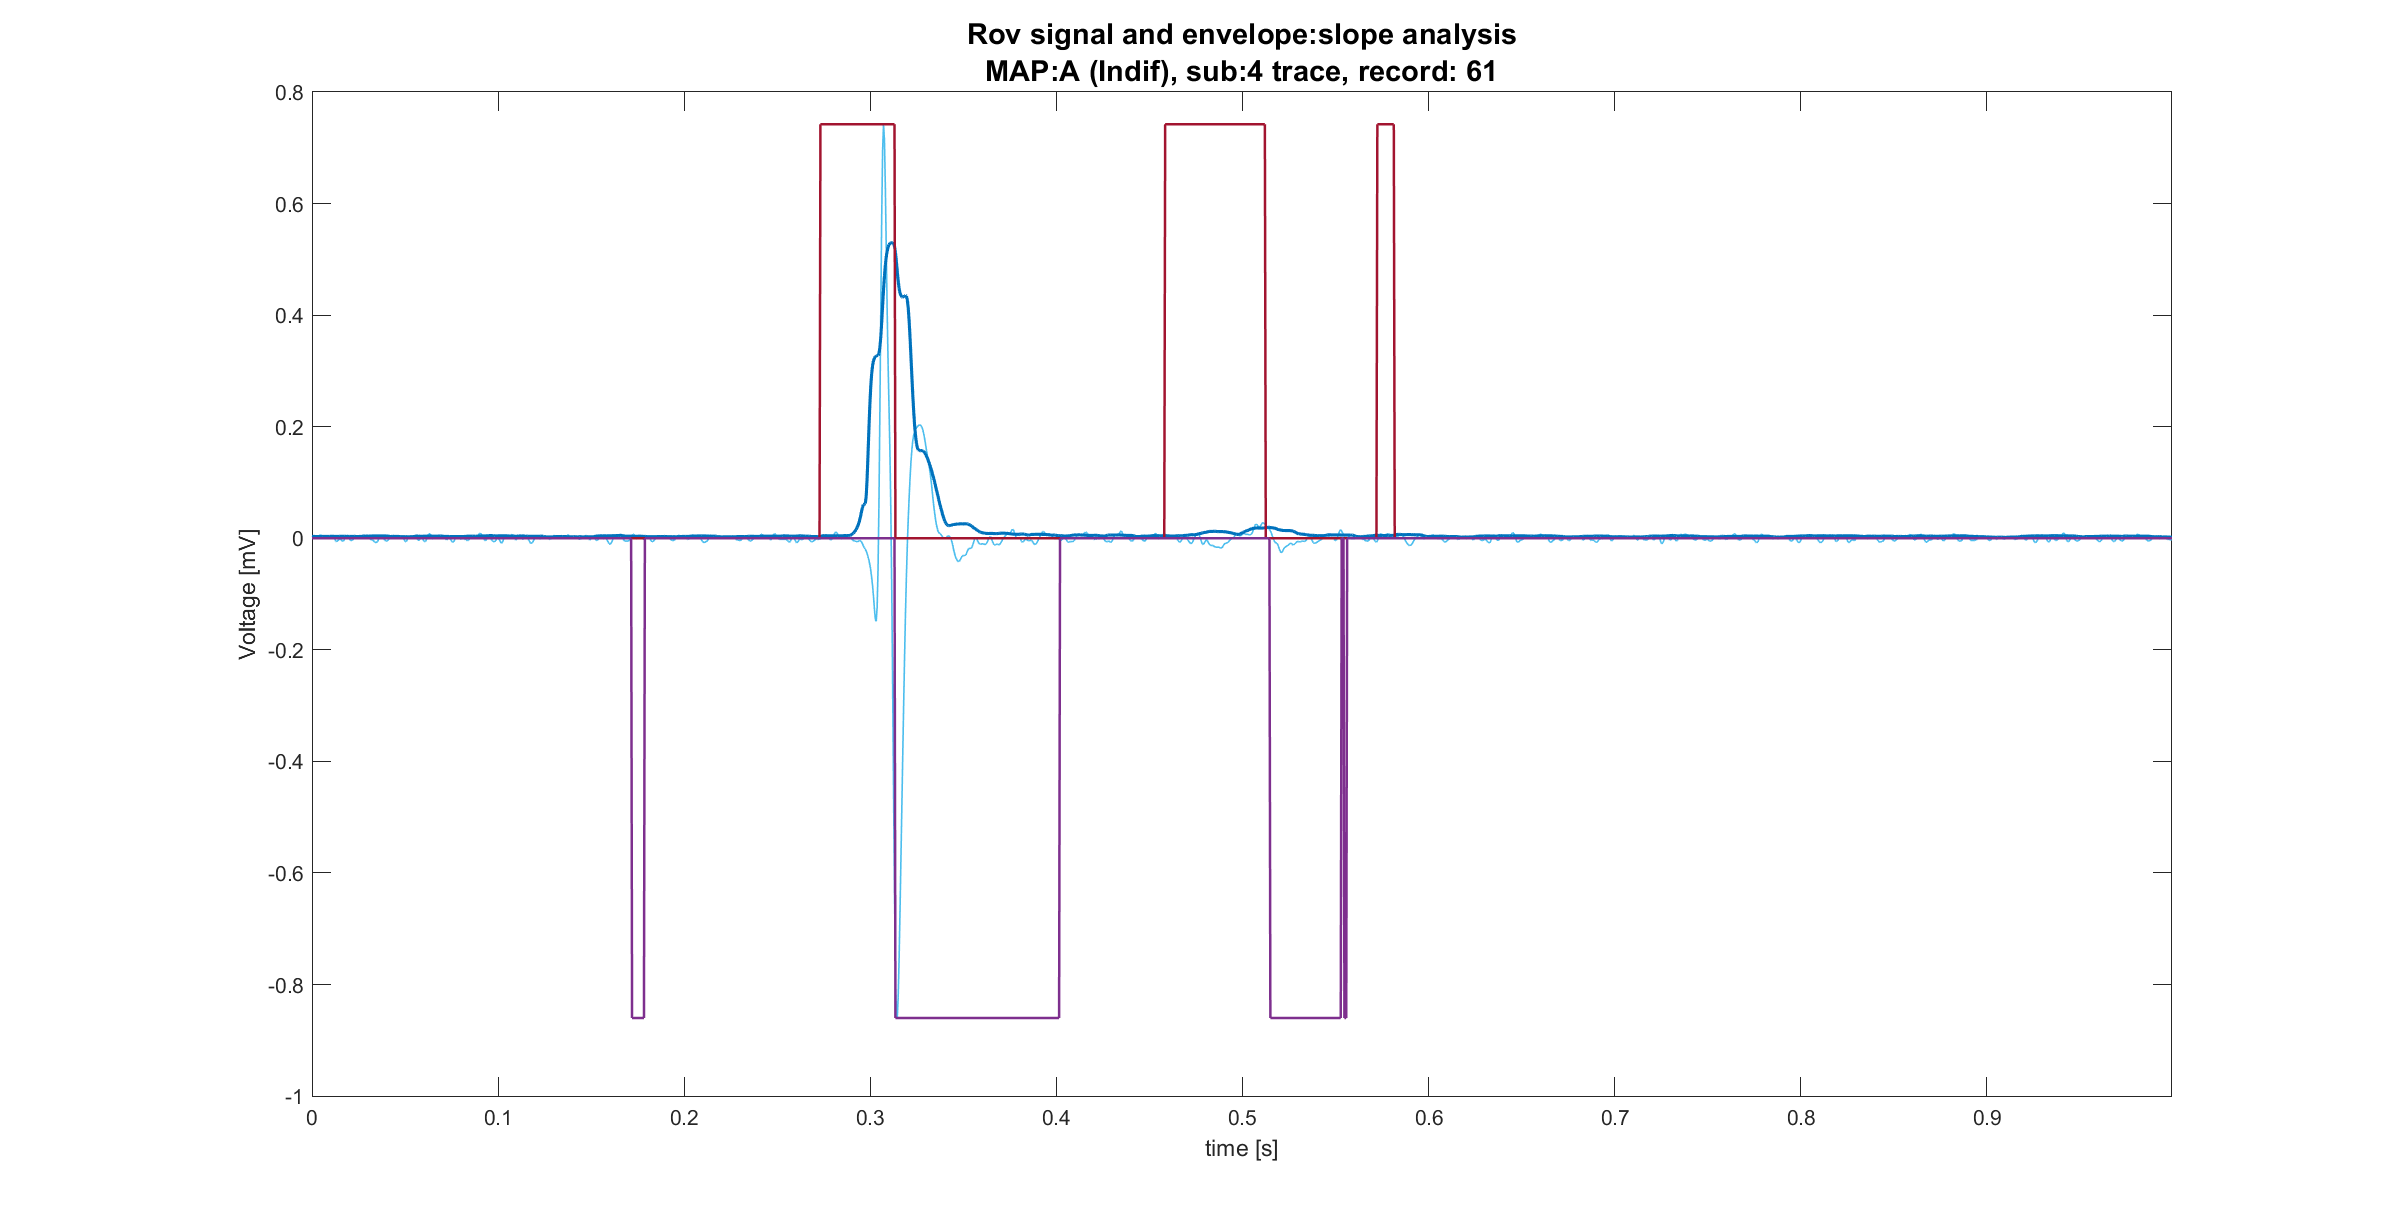 Rov signal and envelope:slope analysis
MAP:A (Indif), sub:4 trace, record: 61
0.8
0.6
0.4
0.2
0
-0.2
-0.4
-0.6
-0.8
-1
Voltage [mV]
0 0.1 0.2 0.3 0.4 0.5 0.6 0.7 0.8 0.9
time [s]